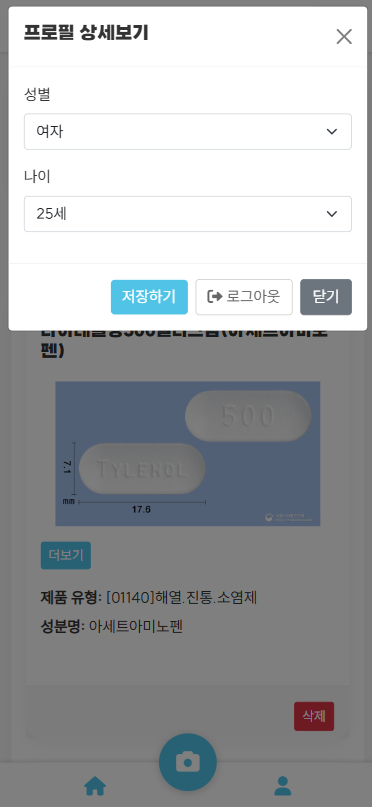 프로필 상세보기
성별
여자
나이
25세
저장하기
로그아웃
닫기
펜)
500
TYLENOL
7.1
mm
17.6
더보기
제품 유형: [01140]해열.진통.소염제
성분명: 아세트아미노펜
삭제